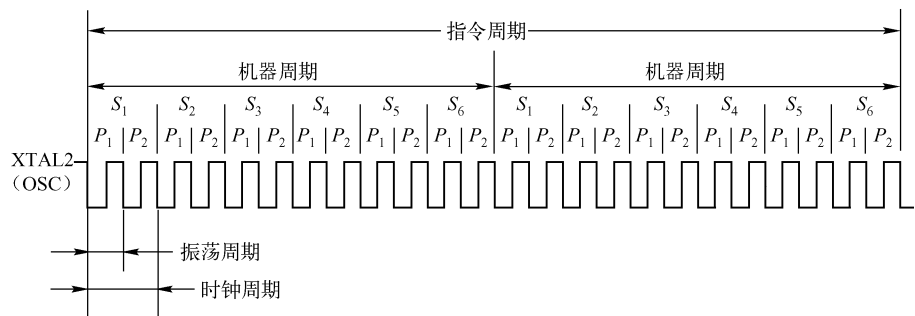 指令周期
机器周期 机器周期
S1 S2 S3 S4 S5 S6 S1 S2 S3 S4 S5 S6
P1 P2 P1 P2 P1 P2 P1 P2 P1 P2 P1 P2 P1 P2 P1 P2 P1 P2 P1 P2 P1 P2 P1 P2
XTAL2
（OSC）
振荡周期
时钟周期